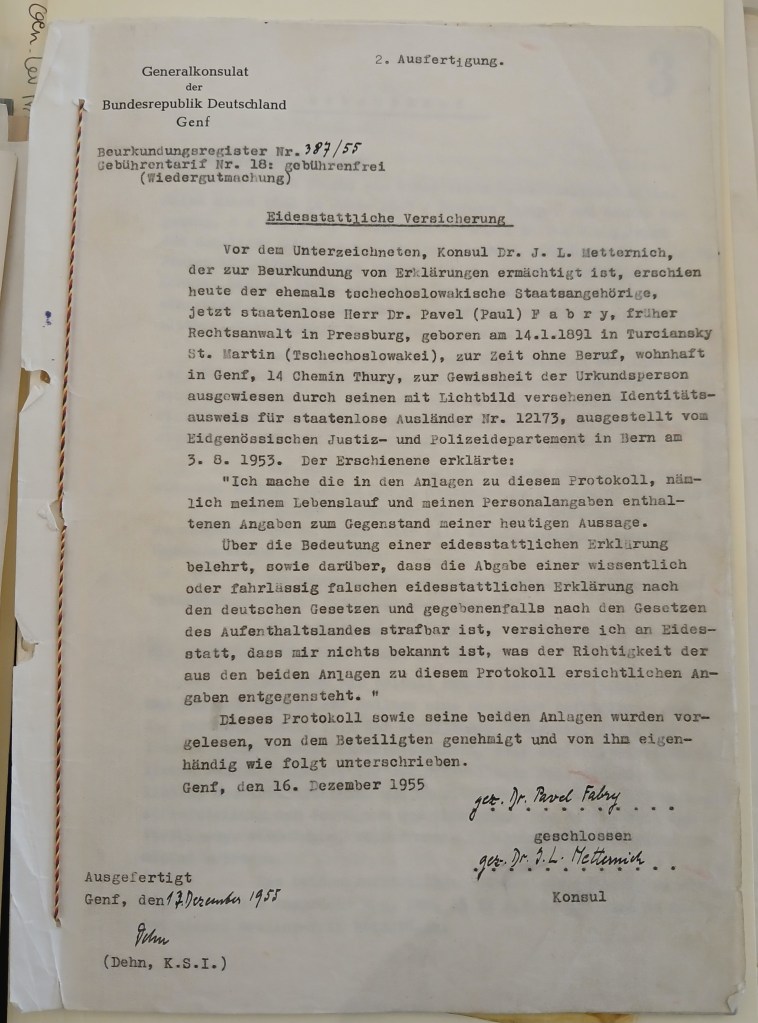 2. Ausfertigung.
Generalkonsulat
der
Bundesrepublik Deutschland
Genf
Beurkundungsregister Nr. 387/55
Gebührentarif Nr. 18: gebührenfrei
(Wiedergutmachung)
Eidesstattliche Versicherung
Vor dem Unterzeichneten, Konsul Dr. J. L. Metternich,
der zur Beurkundung von Erklärungen ermächtigt ist, erschien
heute der ehemals tschechoslowakische Staatsangehörige,
jetzt staatenlose Herr Dr. Pavel (Paul) F a b r y, früher
Rechtsanwalt in Pressburg, geboren am 14.1.1891 in Turciansky
St. Martin (Tschechoslowakei), zur Zeit ohne Beruf, wohnhaft
in Genf, 14 Chemin Thury, zur Gewissheit der Urkundsperson
ausgewiesen durch seinen mit Lichtbild versehenen Identitäts-
ausweis für staatenlose Ausländer Nr. 12173, ausgestellt vom
Eidgenössischen Justiz- und Polizeidepartement in Bern am
3. 8. 1953. Der Erschienene erklärte:
"Ich mache die in den Anlagen zu diesem Protokoll, näm-
lich meinem Lebenslauf und meinen Personalangaben enthal-
tenen Angaben zum Gegenstand meiner heutigen Aussage.
Über die Bedeutung einer eidesstattlichen Erklärung
belehrt, sowie darüber, dass die Abgabe einer wissentlich
oder fahrlässig falschen eidesstattlichen Erklärung nach
den deutschen Gesetzen und gegebenenfalls nach den Gesetzen
des Aufenthaltslandes strafbar ist, versichere ich an Eides-
statt, dass mir nichts bekannt ist, was der Richtigkeit der
aus den beiden Anlagen zu diesem Protokoll ersichtlichen An-
gaben entgegensteht. "
Dieses Protokoll sowie seine beiden Anlagen wurden vor-
gelesen, von dem Beteiligten genehmigt und von ihm eigen-
händig wie folgt unterschrieben.
Genf, den 16. Dezember 1955
gez. Dr. Pavel Fabry
geschlossen
gez. Dr. J. L. Metternich
Konsul
Ausgefertigt
Genf, den 17. Dezember 1955
Dehn
(Dehn, K.S.I.)